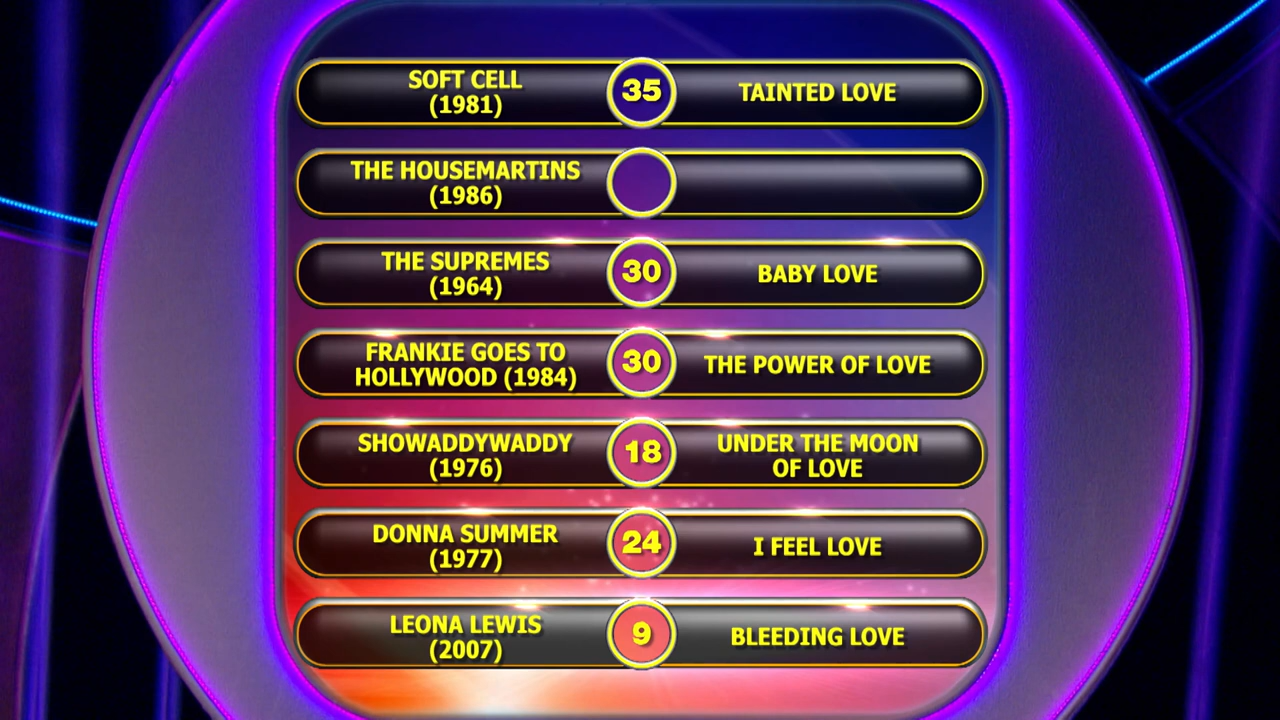 SOFT CELL
(1981)
35
TAINTED LOVE
THE HOUSEMARTINS
(1986)
THE SUPREMES
(1964)
30
BABY LOVE
FRANKIE GOES TO
HOLLYWOOD (1984)
30
THE POWER OF LOVE
SHOWADDYWADDY
(1976)
18
UNDER THE MOON
OF LOVE
DONNA SUMMER
(1977)
24
I FEEL LOVE
LEONA LEWIS
(2007)
9
BLEEDING LOVE